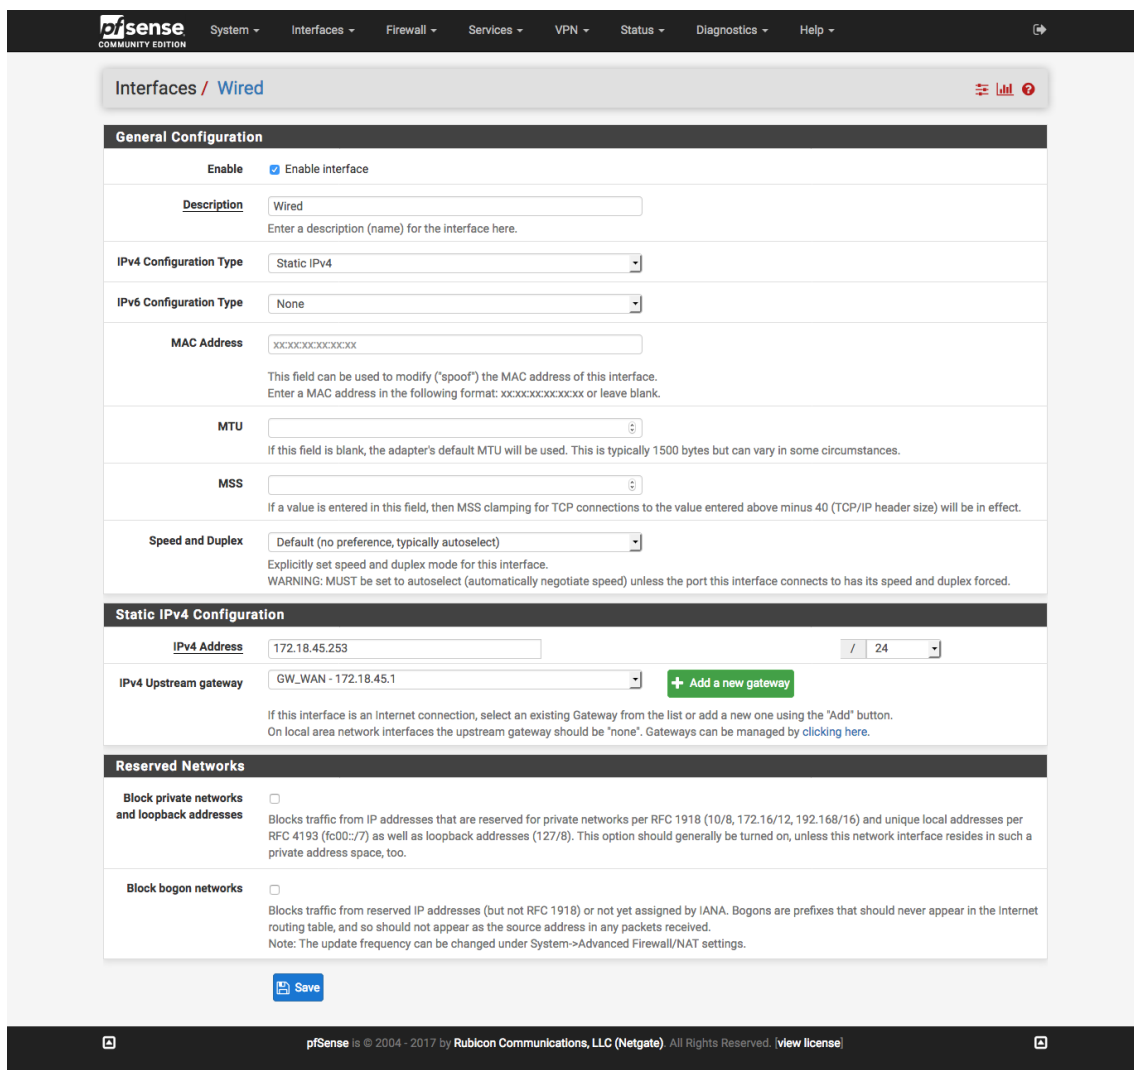 pfsense
COMMUNITY EDITION
System Interfaces Firewall Services VPN Status Diagnostics Help
Interfaces / Wired
General Configuration
Enable Enable interface
Description Wired
Enter a description (name) for the interface here.
IPv4 Configuration Type Static IPv4
IPv6 Configuration Type None
MAC Address xx:xx:xx:xx:xx:xx
This field can be used to modify ("spoof") the MAC address of this interface.
Enter a MAC address in the following format: xx:xx:xx:xx:xx:xx or leave blank.
MTU
If this field is blank, the adapter's default MTU will be used. This is typically 1500 bytes but can vary in some circumstances.
MSS
If a value is entered in this field, then MSS clamping for TCP connections to the value entered above minus 40 (TCP/IP header size) will be in effect.
Speed and Duplex Default (no preference, typically autoselect)
Explicitly set speed and duplex mode for this interface.
WARNING: MUST be set to autoselect (automatically negotiate speed) unless the port this interface connects to has its speed and duplex forced.
Static IPv4 Configuration
IPv4 Address 172.18.45.253 / 24
IPv4 Upstream gateway GW_WAN - 172.18.45.1 Add a new gateway
If this interface is an Internet connection, select an existing Gateway from the list or add a new one using the "Add" button.
On local area network interfaces the upstream gateway should be "none". Gateways can be managed by clicking here.
Reserved Networks
Block private networks
and loopback addresses
Blocks traffic from IP addresses that are reserved for private networks per RFC 1918 (10/8, 172.16/12, 192.168/16) and unique local addresses per
RFC 4193 (fc00::/7) as well as loopback addresses (127/8). This option should generally be turned on, unless this network interface resides in such a
private address space, too.
Block bogon networks
Blocks traffic from reserved IP addresses (but not RFC 1918) or not yet assigned by IANA. Bogons are prefixes that should never appear in the Internet
routing table, and so should not appear as the source address in any packets received.
Note: The update frequency can be changed under System->Advanced Firewall/NAT settings.
Save
pfSense is © 2004 - 2017 by Rubicon Communications, LLC (Netgate). All Rights Reserved. [view license]